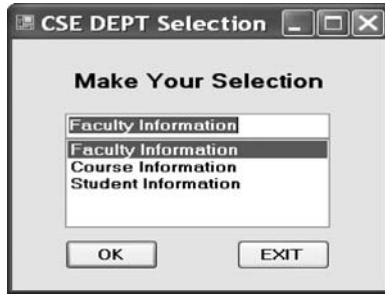 CSE DEPT Selection
Make Your Selection
Faculty Information
Faculty Information
Course Information
Student Information
OK EXIT